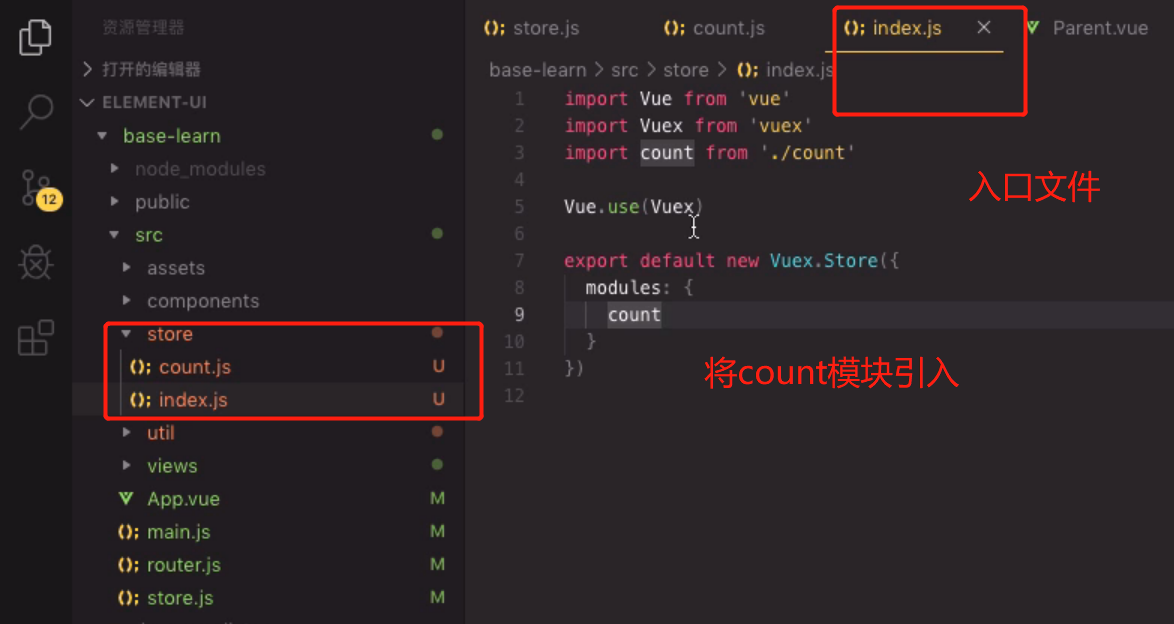 资源管理器
打开的编辑器
ELEMENT-UI
base-learn
node_modules
public
src
assets
components
store
count.js U
index.js U
util
views
App.vue M
main.js M
router.js M
store.js M
12
store.js count.js index.js × Parent.vue
base-learn > src > store > index.js
1 import Vue from 'vue'
2 import Vuex from 'vuex'
3 import count from './count'
4
5 Vue.use(Vuex)
6
7 export default new Vuex.Store({
8 modules: {
9 count
10 }
11 })
12
入口文件
将count模块引入